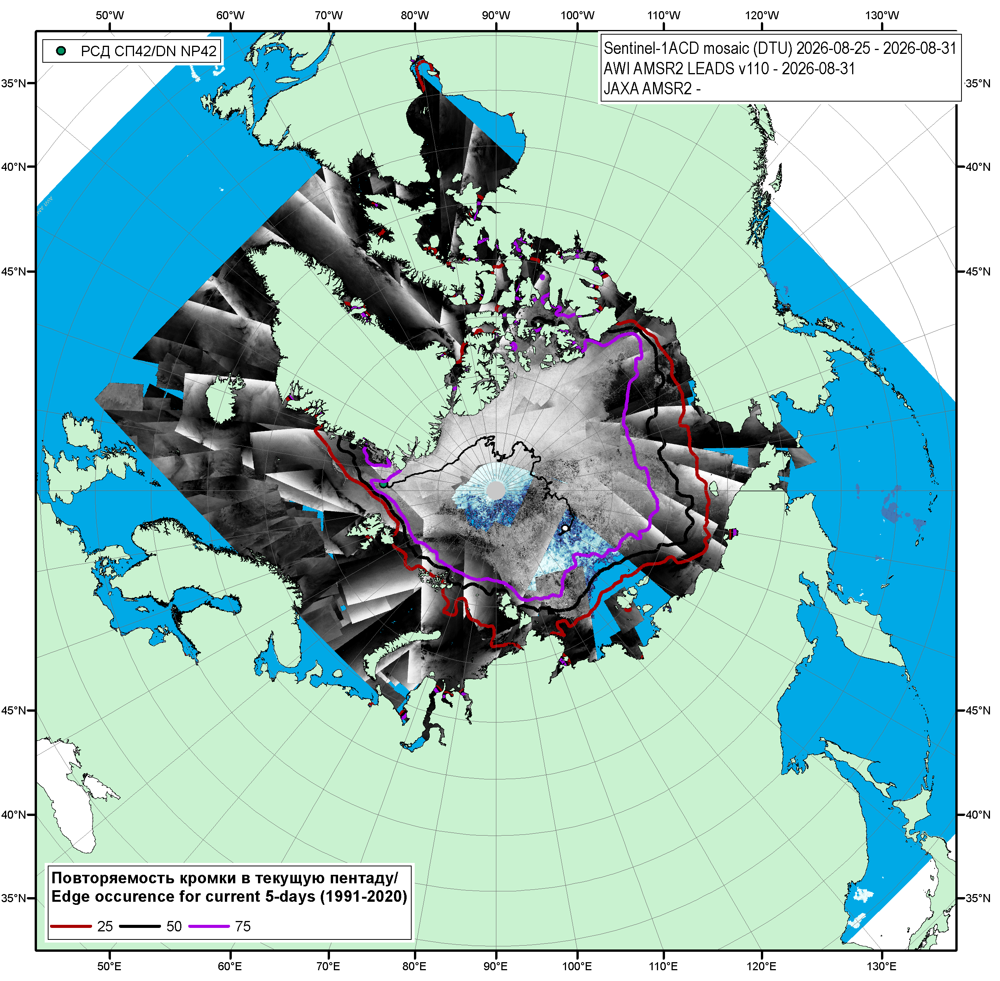 50°W 60°W 70°W 80°W 90°W 100°W 110°W 120°W 130°W
РСД СП42/DN NP42
Sentinel-1ACD mosaic (DTU) 2026-08-25 - 2026-08-31
AWI AMSR2 LEADS v110 - 2026-08-31
JAXA AMSR2 -
35°N 35°N
40°N 40°N
AWI AM
45°N 45°N
45°N 45°N
40°N 40°N
Повторяемость кромки в текущую пентаду/
Edge occurence for current 5-days (1991-2020)
35°N 35°N
25 50 75
50°E 60°E 70°E 80°E 90°E 100°E 110°E 120°E 130°E